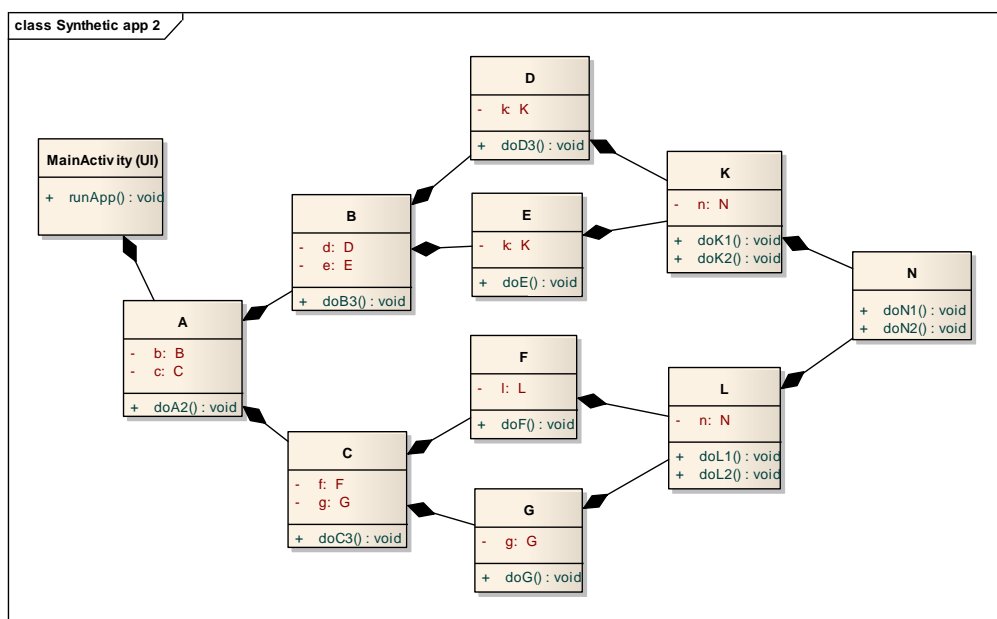 class Synthetic app 2
MainActivity (UI)
+ runApp() : void
A
- b: B
- c: C
+ doA2() : void
B
- d: D
- e: E
+ doB3() : void
C
- f: F
- g: G
+ doC3() : void
D
- k: K
+ doD3() : void
E
- k: K
+ doE() : void
F
- l: L
+ doF() : void
G
- g: G
+ doG() : void
K
- n: N
+ doK1() : void
+ doK2() : void
L
- n: N
+ doL1() : void
+ doL2() : void
N
+ doN1() : void
+ doN2() : void